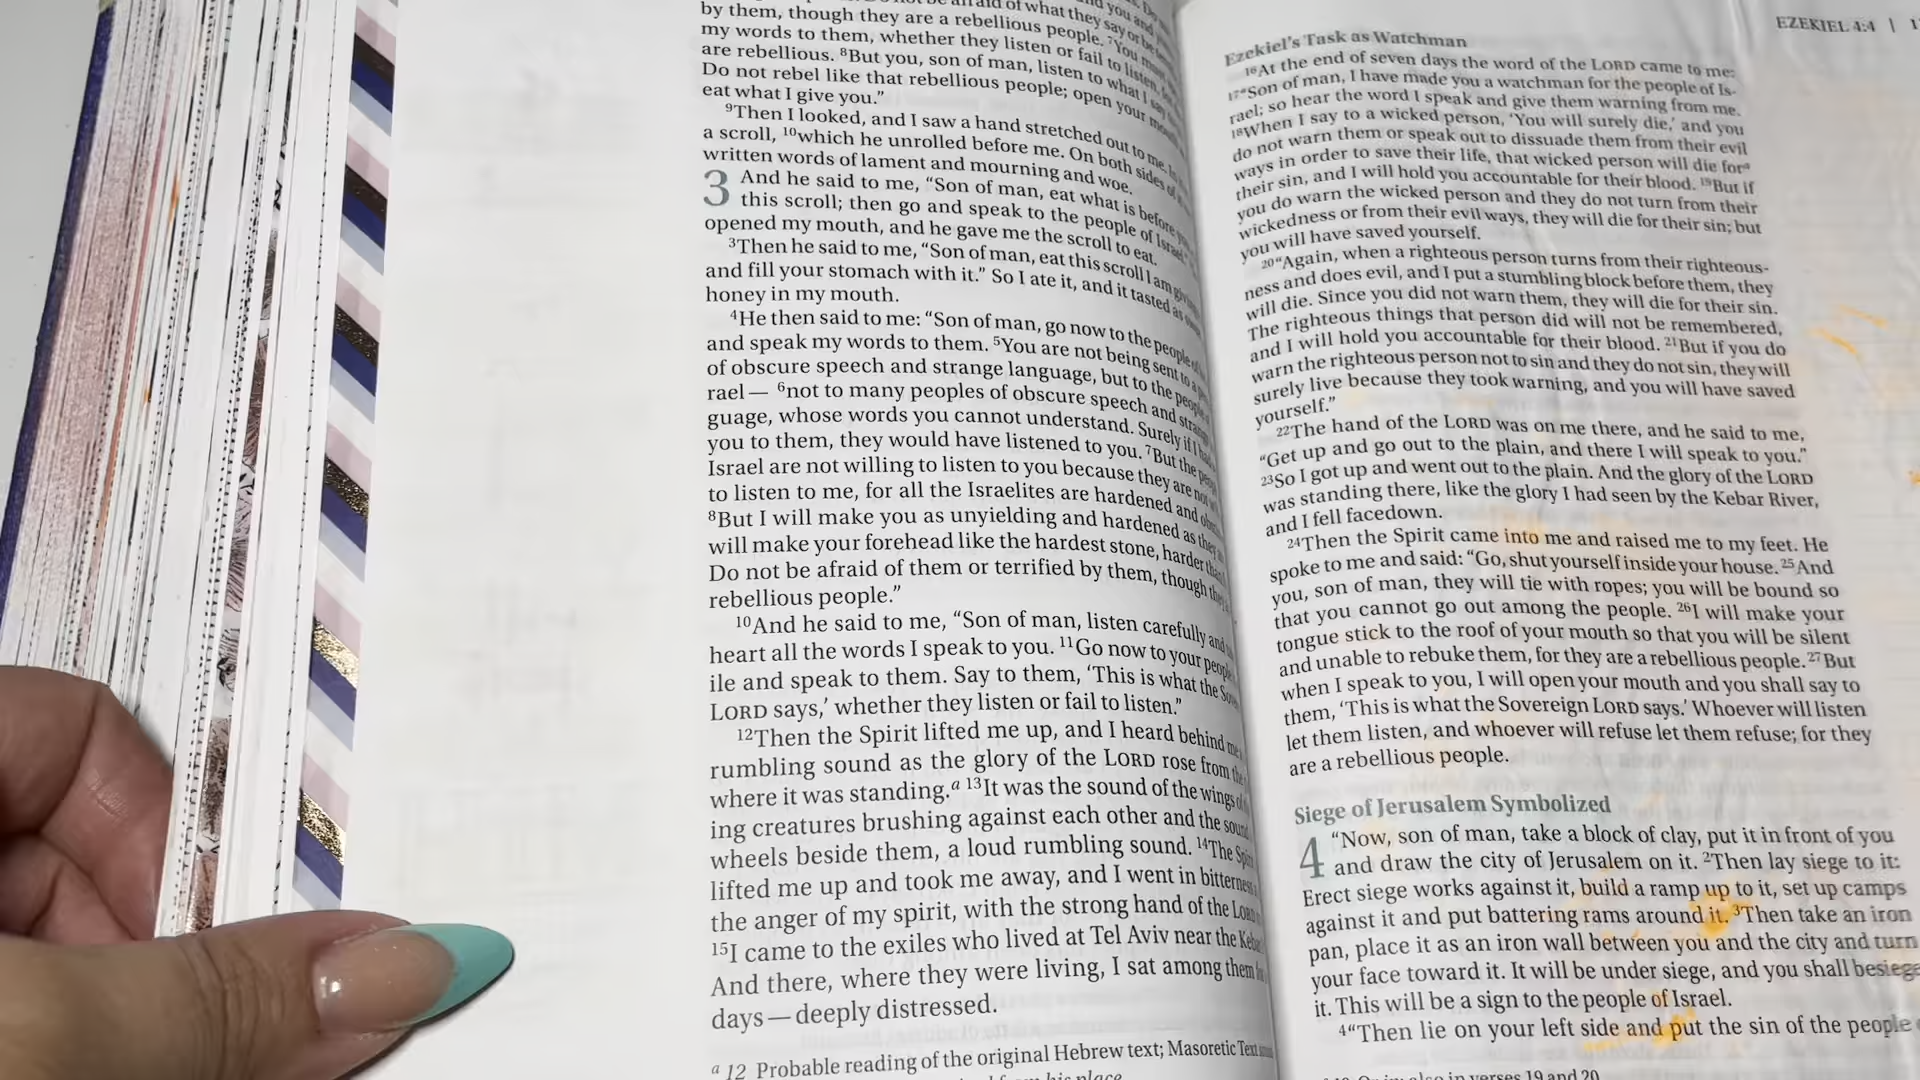 aid of what they say or be
by them, though they are a rebellious people. ⁷You must
my words to them, whether they listen or fail to listen, for
are rebellious. ⁸But you, son of man, listen to what I say
Do not rebel like that rebellious people; open your mouth
eat what I give you.”
⁹Then I looked, and I saw a hand stretched out to me. In
a scroll, ¹⁰which he unrolled before me. On both sides of
written words of lament and mourning and woe.
3 And he said to me, “Son of man, eat what is before you,
this scroll; then go and speak to the people of Israel.”
opened my mouth, and he gave me the scroll to eat.
³Then he said to me, “Son of man, eat this scroll I am giving
and fill your stomach with it.” So I ate it, and it tasted as sweet
honey in my mouth.
⁴He then said to me: “Son of man, go now to the people of
and speak my words to them. ⁵You are not being sent to a
of obscure speech and strange language, but to the people of
rael — ⁶not to many peoples of obscure speech and strange
guage, whose words you cannot understand. Surely if I had
you to them, they would have listened to you. ⁷But the people
Israel are not willing to listen to you because they are not
to listen to me, for all the Israelites are hardened and
⁸But I will make you as unyielding and hardened as they
will make your forehead like the hardest stone, harder than
Do not be afraid of them or terrified by them, though they
rebellious people.”
¹⁰And he said to me, “Son of man, listen carefully and
heart all the words I speak to you. ¹¹Go now to your people
ile and speak to them. Say to them, ‘This is what the
LORD says,’ whether they listen or fail to listen.”
¹²Then the Spirit lifted me up, and I heard behind me
rumbling sound as the glory of the LORD rose from the
where it was standing.ᵃ ¹³It was the sound of the wings of
ing creatures brushing against each other and the sound
wheels beside them, a loud rumbling sound. ¹⁴The Spirit
lifted me up and took me away, and I went in bitterness
the anger of my spirit, with the strong hand of the LORD
¹⁵I came to the exiles who lived at Tel Aviv near the Kebar
And there, where they were living, I sat among them
days — deeply distressed.
ᵃ 12 Probable reading of the original Hebrew text; Masoretic Text
his place
EZEKIEL 4:4 |
Ezekiel's Task as Watchman
¹⁶At the end of seven days the word of the LORD came to me:
¹⁷“Son of man, I have made you a watchman for the people of Is-
rael; so hear the word I speak and give them warning from me.
¹⁸When I say to a wicked person, ‘You will surely die,’ and you
do not warn them or speak out to dissuade them from their evil
ways in order to save their life, that wicked person will die forᵃ
their sin, and I will hold you accountable for their blood. ¹⁹But if
you do warn the wicked person and they do not turn from their
wickedness or from their evil ways, they will die for their sin; but
you will have saved yourself.
²⁰“Again, when a righteous person turns from their righteous-
ness and does evil, and I put a stumbling block before them, they
will die. Since you did not warn them, they will die for their sin.
The righteous things that person did will not be remembered,
and I will hold you accountable for their blood. ²¹But if you do
warn the righteous person not to sin and they do not sin, they will
surely live because they took warning, and you will have saved
yourself.”
²²The hand of the LORD was on me there, and he said to me,
“Get up and go out to the plain, and there I will speak to you.”
²³So I got up and went out to the plain. And the glory of the LORD
was standing there, like the glory I had seen by the Kebar River,
and I fell facedown.
²⁴Then the Spirit came into me and raised me to my feet. He
spoke to me and said: “Go, shut yourself inside your house. ²⁵And
you, son of man, they will tie with ropes; you will be bound so
that you cannot go out among the people. ²⁶I will make your
tongue stick to the roof of your mouth so that you will be silent
and unable to rebuke them, for they are a rebellious people. ²⁷But
when I speak to you, I will open your mouth and you shall say to
them, ‘This is what the Sovereign LORD says.’ Whoever will listen
let them listen, and whoever will refuse let them refuse; for they
are a rebellious people.
Siege of Jerusalem Symbolized
4 “Now, son of man, take a block of clay, put it in front of you
and draw the city of Jerusalem on it. ²Then lay siege to it:
Erect siege works against it, build a ramp up to it, set up camps
against it and put battering rams around it. ³Then take an iron
pan, place it as an iron wall between you and the city and turn
your face toward it. It will be under siege, and you shall besiege
it. This will be a sign to the people of Israel.
⁴“Then lie on your left side and put the sin of the people
in verses 19 and 20